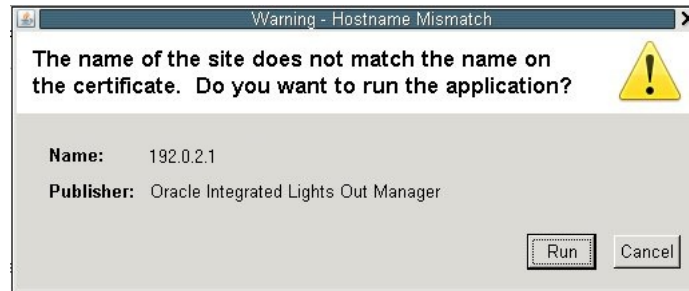 Warning - Hostname Mismatch
The name of the site does not match the name on
the certificate.  Do you want to run the application?
Name: 192.0.2.1
Publisher: Oracle Integrated Lights Out Manager
Run Cancel